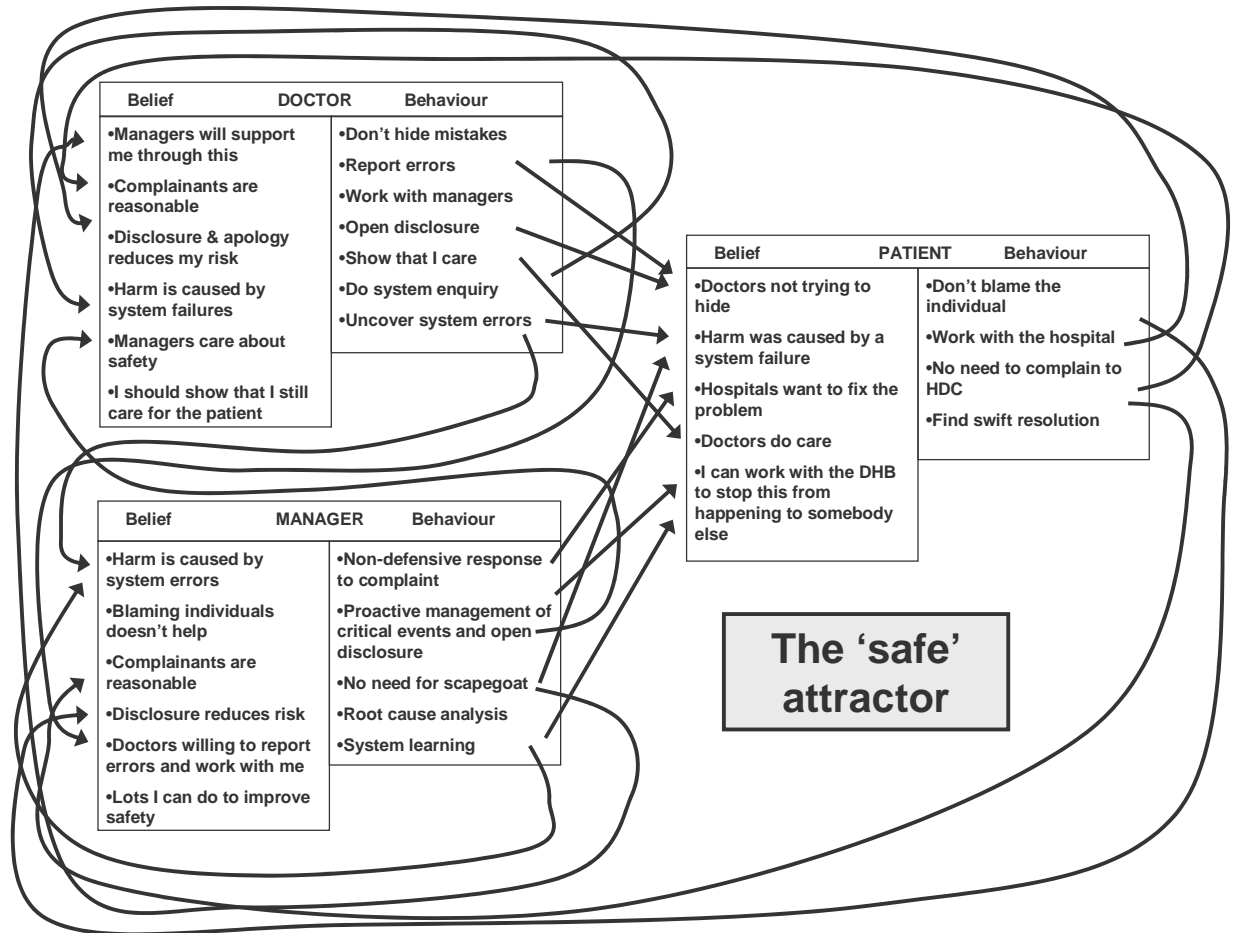 Belief DOCTOR Behaviour
•Managers will support
me through this
•Complainants are
reasonable
•Disclosure & apology
reduces my risk
•Harm is caused by
system failures
•Managers care about
safety
•I should show that I still
care for the patient
•Don’t hide mistakes
•Report errors
•Work with managers
•Open disclosure
•Show that I care
•Do system enquiry
•Uncover system errors
Belief PATIENT Behaviour
•Doctors not trying to
hide
•Harm was caused by a
system failure
•Hospitals want to fix the
problem
•Doctors do care
•I can work with the DHB
to stop this from
happening to somebody
else
•Don’t blame the
individual
•Work with the hospital
•No need to complain to
HDC
•Find swift resolution
Belief MANAGER Behaviour
•Harm is caused by
system errors
•Blaming individuals
doesn’t help
•Complainants are
reasonable
•Disclosure reduces risk
•Doctors willing to report
errors and work with me
•Lots I can do to improve
safety
•Non-defensive response
to complaint
•Proactive management of
critical events and open
disclosure
•No need for scapegoat
•Root cause analysis
•System learning
The ‘safe’
attractor